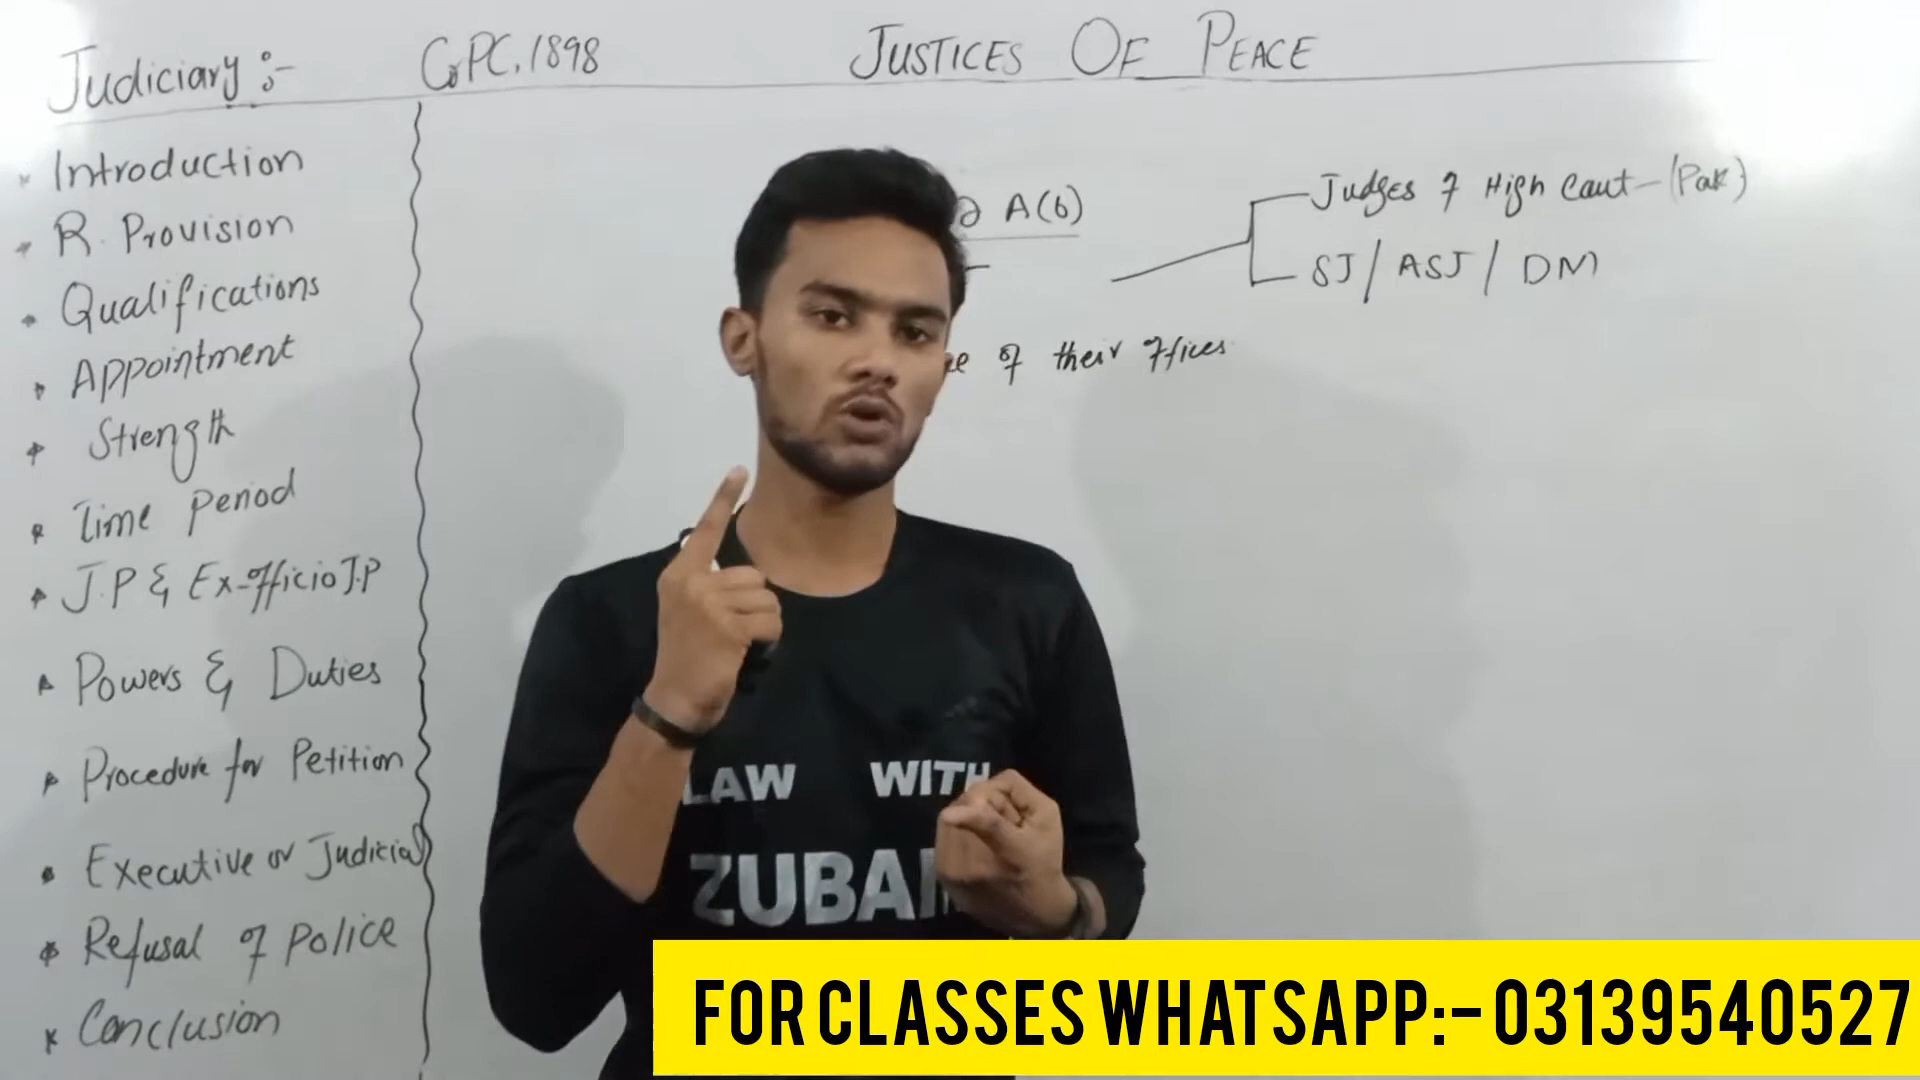 Judiciary :- CrPC, 1898 JUSTICES OF PEACE
Introduction
R. Provision
Qualifications
Appointment
Strength
Time Period
J.P & Ex-officio J.P
Powers & Duties
Procedure for Petition
Executive or Judicial
Refusal of police
Conclusion
A(6)
Judges of High Court - (Pak)
SJ / ASJ / DM
of their offices
LAW WITH
ZUBAI
FOR CLASSES WHATSAPP:- 03139540527